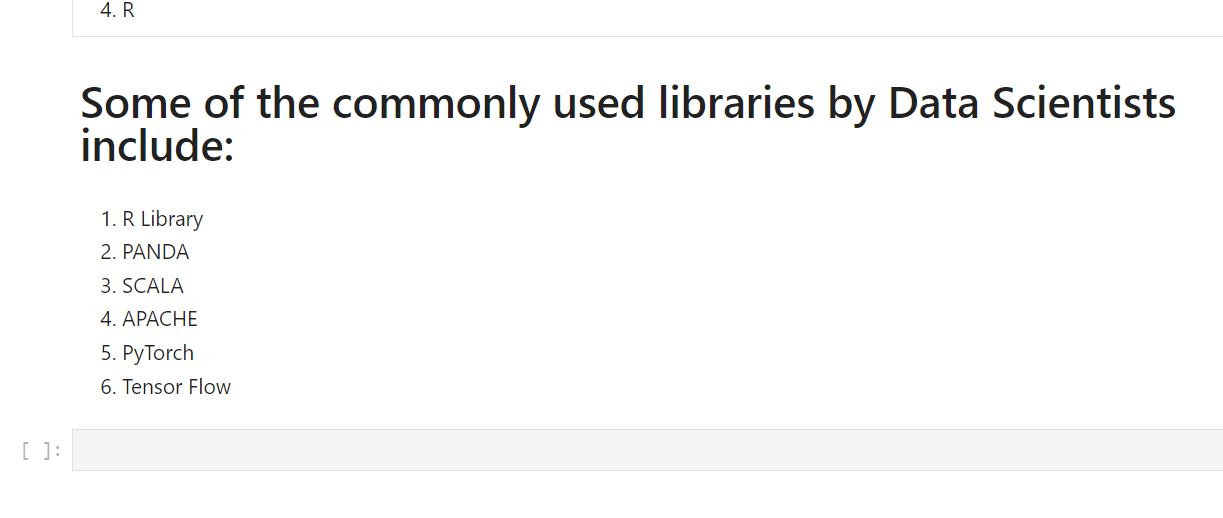 4. R
Some of the commonly used libraries by Data Scientists
include:
1. R Library
2. PANDA
3. SCALA
4. APACHE
5. PyTorch
6. Tensor Flow
[ ]: